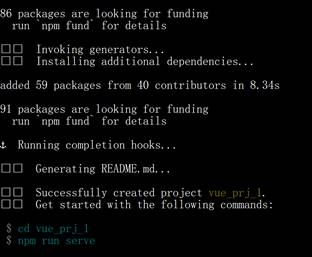 86 packages are looking for funding
run `npm fund` for details
Invoking generators...
Installing additional dependencies...
added 59 packages from 40 contributors in 8.34s
91 packages are looking for funding
run `npm fund` for details
⚓ Running completion hooks...
Generating README.md...
Successfully created project vue_prj_1.
Get started with the following commands:
$ cd vue_prj_1
$ npm run serve